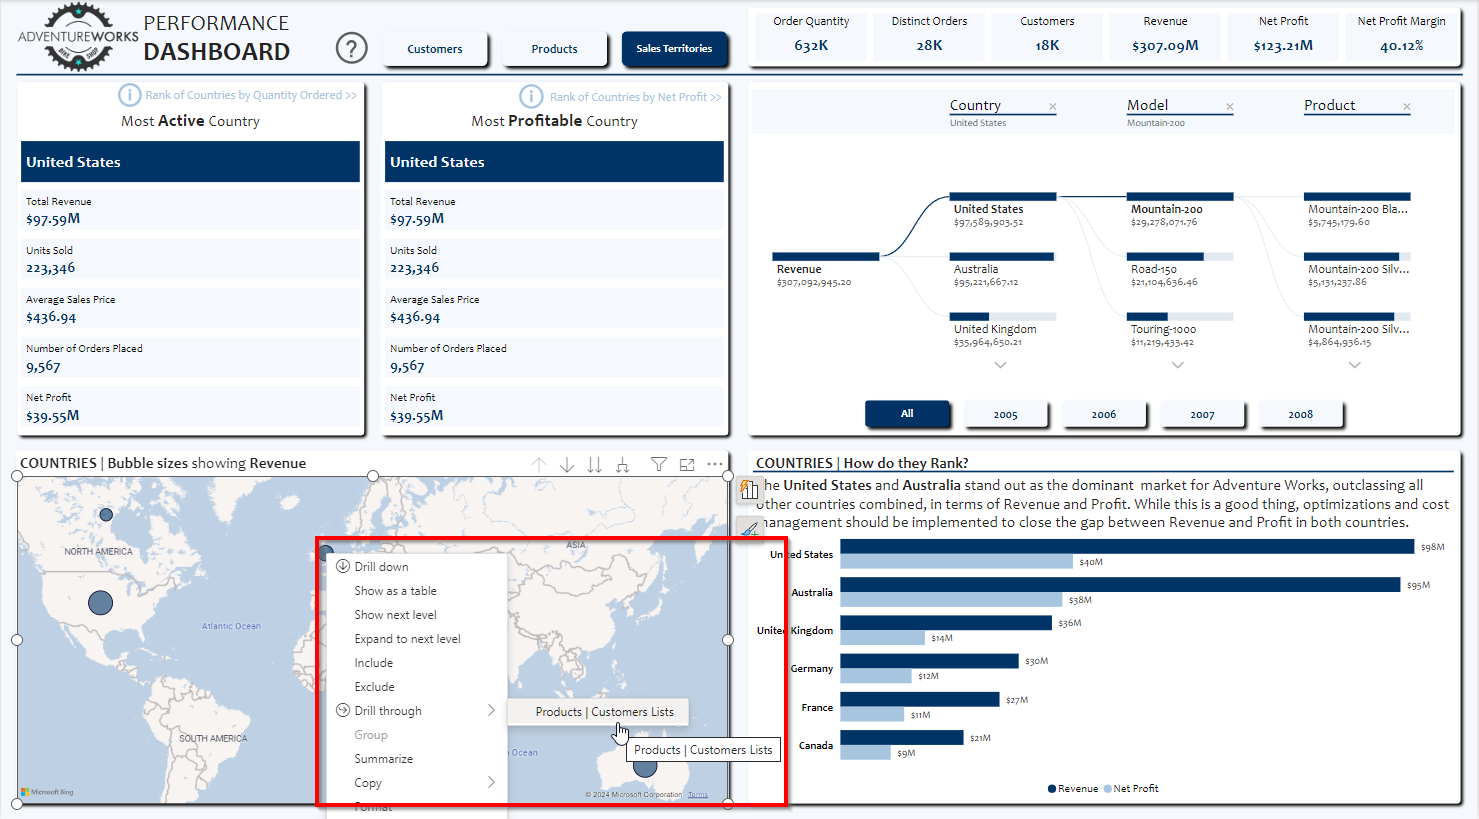 ADVENTUREWORKS
BIKE SHOP
PERFORMANCE
DASHBOARD
?
Customers
Products
Sales Territories
Order Quantity
632K
Distinct Orders
28K
Customers
18K
Revenue
$307.09M
Net Profit
$123.21M
Net Profit Margin
40.12%
Rank of Countries by Quantity Ordered >>
Most Active Country
United States
Total Revenue
$97.59M
Units Sold
223,346
Average Sales Price
$436.94
Number of Orders Placed
9,567
Net Profit
$39.55M
Rank of Countries by Net Profit >>
Most Profitable Country
United States
Total Revenue
$97.59M
Units Sold
223,346
Average Sales Price
$436.94
Number of Orders Placed
9,567
Net Profit
$39.55M
Country
United States
Model
Mountain-200
Product
Revenue
$307,092,945.20
United States
$97,589,903.52
Australia
$95,221,667.12
United Kingdom
$35,964,650.21
Mountain-200
$29,278,071.76
Road-150
$21,104,636.46
Touring-1000
$11,219,433.42
Mountain-200 Bla...
$5,745,179.60
Mountain-200 Silv...
$5,131,237.86
Mountain-200 Silv...
$4,864,936.15
All
2005
2006
2007
2008
COUNTRIES | Bubble sizes showing Revenue
NORTH AMERICA
ASIA
Atlantic Ocean
SOUTH AMERICA
Ocean
Microsoft Bing
© 2024 Microsoft Corporation
Terms
Drill down
Show as a table
Show next level
Expand to next level
Include
Exclude
Drill through
Group
Summarize
Copy
Format
Products | Customers Lists
Products | Customers Lists
COUNTRIES | How do they Rank?
The United States and Australia stand out as the dominant market for Adventure Works, outclassing all
other countries combined, in terms of Revenue and Profit. While this is a good thing, optimizations and cost
management should be implemented to close the gap between Revenue and Profit in both countries.
United States
$98M
$40M
Australia
$95M
$38M
United Kingdom
$36M
$14M
Germany
$30M
$12M
France
$27M
$11M
Canada
$21M
$9M
Revenue
Net Profit